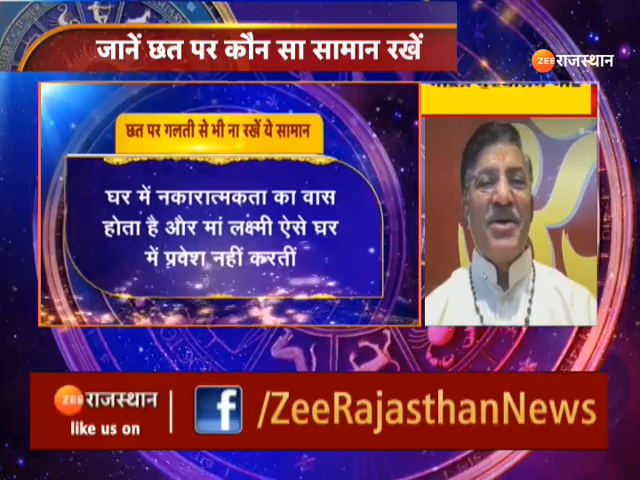 जानें छत पर कौन सा सामान रखें
ZEE राजस्थान
छत पर गलती से भी ना रखें ये सामान
घर में नकारात्मकता का वास
होता है और मां लक्ष्मी ऐसे घर
में प्रवेश नहीं करतीं
ZEE राजस्थान
like us on
f
/ZeeRajasthanNews